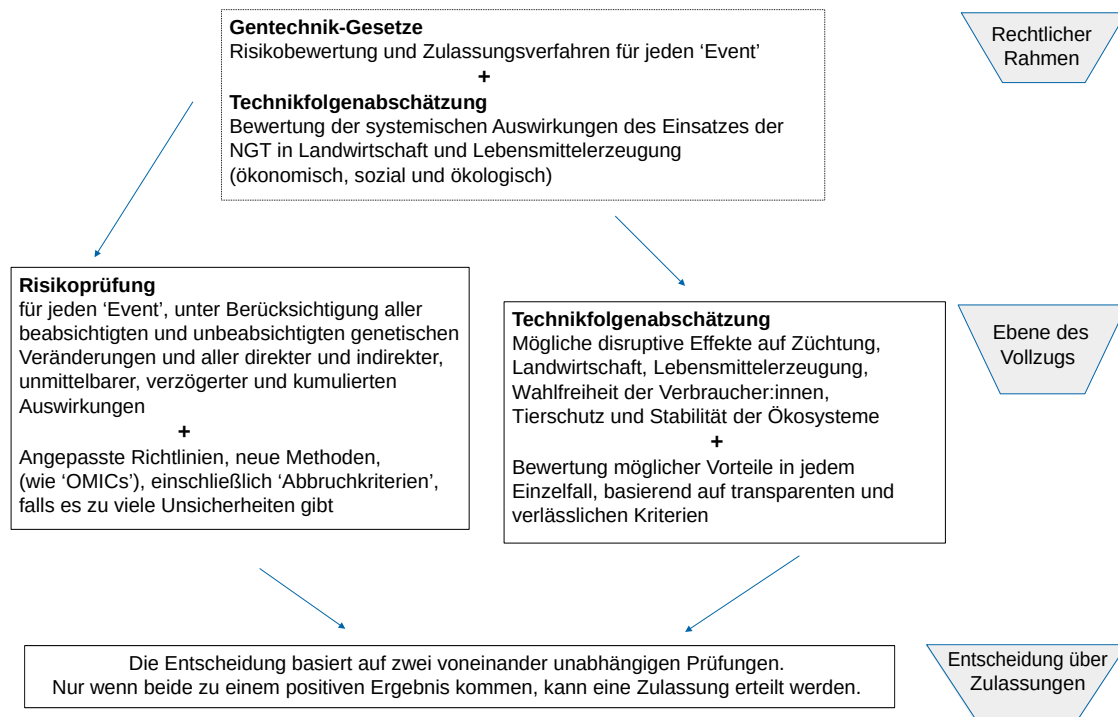 Gentechnik-Gesetze
Risikobewertung und Zulassungsverfahren für jeden ‘Event’
+
Technikfolgenabschätzung
Bewertung der systemischen Auswirkungen des Einsatzes der
NGT in Landwirtschaft und Lebensmittelerzeugung
(ökonomisch, sozial und ökologisch)
Rechtlicher
Rahmen
Risikoprüfung
für jeden ‘Event’, unter Berücksichtigung aller
beabsichtigten und unbeabsichtigten genetischen
Veränderungen und aller direkter und indirekter,
unmittelbarer, verzögerter und kumulierten
Auswirkungen
+
Angepasste Richtlinien, neue Methoden,
(wie ‘OMICs’), einschließlich ‘Abbruchkriterien’,
falls es zu viele Unsicherheiten gibt
Technikfolgenabschätzung
Mögliche disruptive Effekte auf Züchtung,
Landwirtschaft, Lebensmittelerzeugung,
Wahlfreiheit der Verbraucher:innen,
Tierschutz und Stabilität der Ökosysteme
+
Bewertung möglicher Vorteile in jedem
Einzelfall, basierend auf transparenten und
verlässlichen Kriterien
Ebene des
Vollzugs
Die Entscheidung basiert auf zwei voneinander unabhängigen Prüfungen.
Nur wenn beide zu einem positiven Ergebnis kommen, kann eine Zulassung erteilt werden.
Entscheidung über
Zulassungen